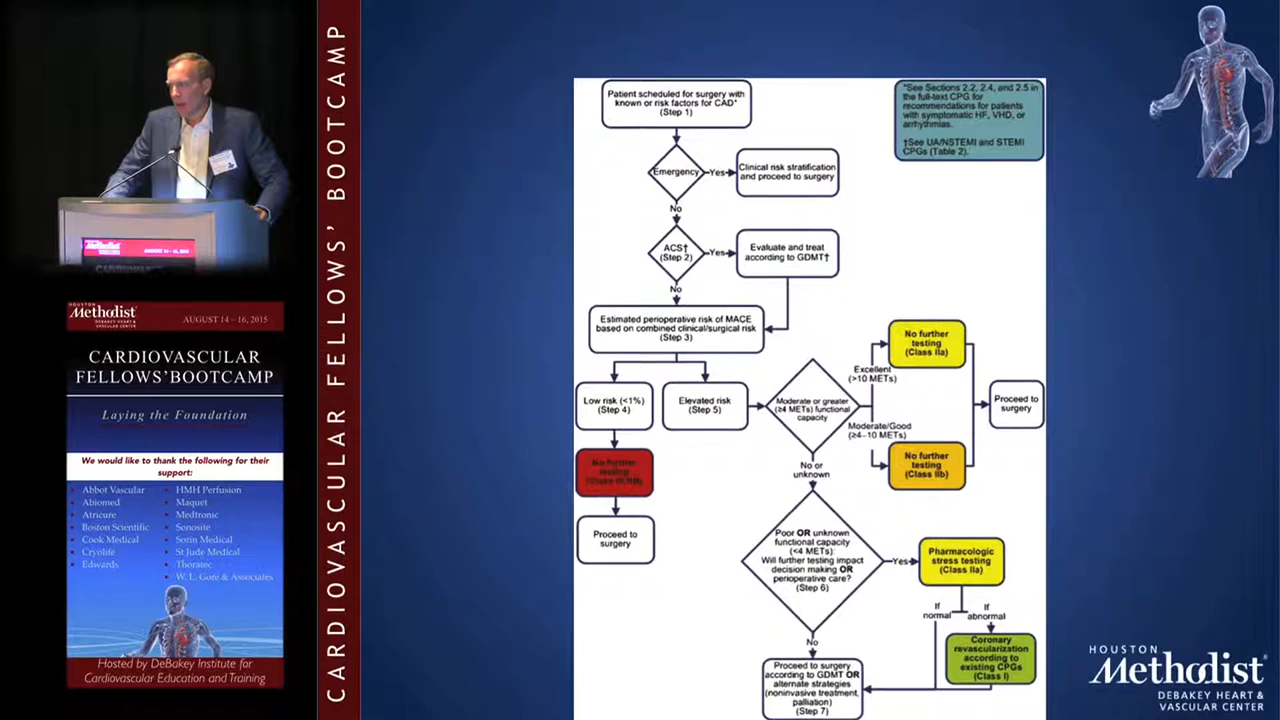 Methodist
AUGUST 14 - 16, 2015
HOUSTON
Methodist
DEBAKEY HEART &
VASCULAR CENTER
AUGUST 14 – 16, 2015
CARDIOVASCULAR
FELLOWS'BOOTCAMP
Laying the Foundation
We would like to thank the following for their
support:
Abbot Vascular
Abiomed
Atricure
Boston Scientific
Cook Medical
Cryolife
Edwards
HMH Perfusion
Maquet
Medtronic
Sonosite
Sorin Medical
St Jude Medical
Thoratec
W. L. Gore & Associates
Hosted by DeBakey Institute for
Cardiovascular Education and Training
CARDIOVASCULAR FELLOWS' BOOTCAMP
Patient scheduled for surgery with
known or risk factors for CAD*
(Step 1)
*See Sections 2.2, 2.4, and 2.5 in
the full-text CPG for
recommendations for patients
with symptomatic HF, VHD, or
arrhythmias.
†See UA/NSTEMI and STEMI
CPGs (Table 2).
Emergency
Yes
Clinical risk stratification
and proceed to surgery
No
ACS†
(Step 2)
Yes
Evaluate and treat
according to GDMT†
No
Estimated perioperative risk of MACE
based on combined clinical/surgical risk
(Step 3)
Low risk (<1%)
(Step 4)
Elevated risk
(Step 5)
Moderate or greater
(≥4 METs) functional
capacity
Excellent
(>10 METs)
No further
testing
(Class IIa)
Moderate/Good
(≥4–10 METs)
No further
testing
(Class IIb)
Proceed to
surgery
No further
testing
Proceed to
surgery
No or
unknown
Poor OR unknown
functional capacity
(<4 METs):
Will further testing impact
decision making OR
perioperative care?
(Step 6)
Yes
Pharmacologic
stress testing
(Class IIa)
If
normal
If
abnormal
Coronary
revascularization
according to
existing CPGs
(Class I)
No
Proceed to surgery
according to GDMT OR
alternate strategies
(noninvasive treatment,
palliation)
(Step 7)
HOUSTON
Methodist
DEBAKEY HEART &
VASCULAR CENTER